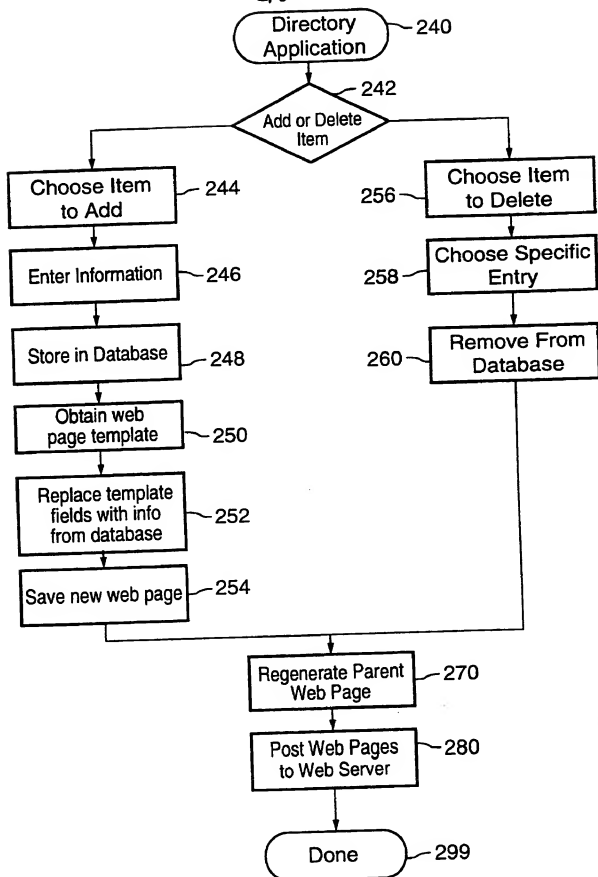 Directory
Application
240
242
Add or Delete
Item
Choose Item
to Add
244
Enter Information
246
Store in Database
248
Obtain web
page template
250
Replace template
fields with info
from database
252
Save new web page
254
256
Choose Item
to Delete
258
Choose Specific
Entry
260
Remove From
Database
Regenerate Parent
Web Page
270
Post Web Pages
to Web Server
280
Done
299